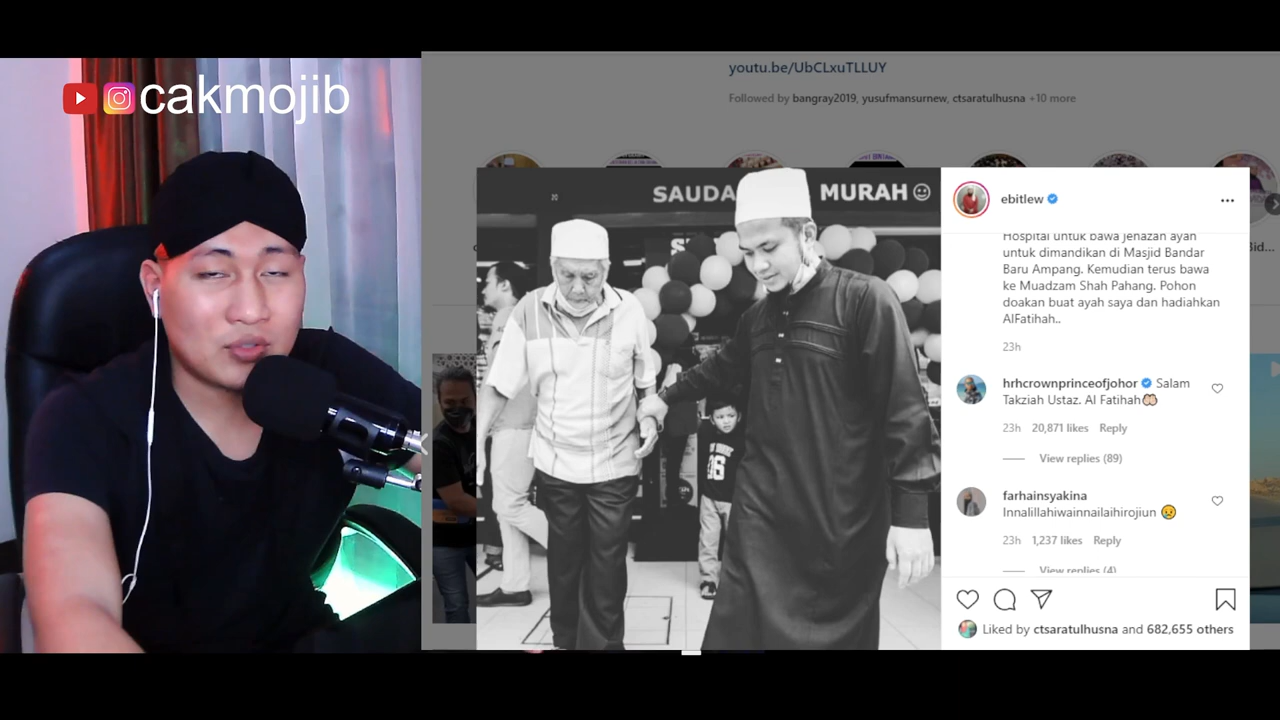 cakmojib
youtu.be/UbCLxuTLLUY
Followed by bangray2019, yusufmansurnew, ctsaratulhusna +10 more
SAUDA
MURAH
ebitlew
Hospital untuk bawa jenazah ayah
untuk dimandikan di Masjid Bandar
Baru Ampang. Kemudian terus bawa
ke Muadzam Shah Pahang. Pohon
doakan buat ayah saya dan hadiahkan
AlFatihah..
23h
hrhcrownprinceofjohor Salam
Takziah Ustaz. Al Fatihah🤲🏻
23h 20,871 likes Reply
View replies (89)
farhainsyakina
Innalillahiwainnailaihirojiun 😥
23h 1,237 likes Reply
View replies (4)
Liked by ctsaratulhusna and 682,655 others